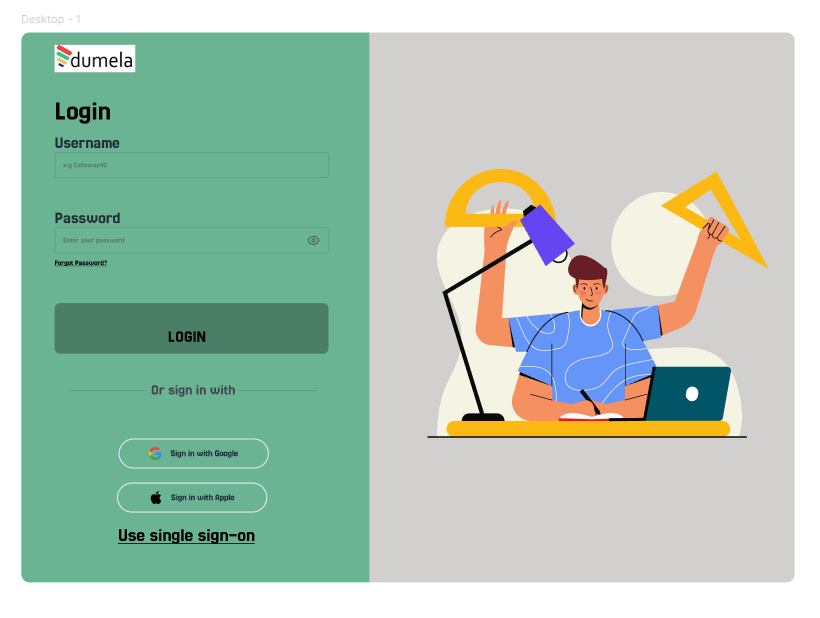 Desktop - 1
dumela
Login
Username
e.g Calloway42
Password
Enter your password
Forgot Password?
LOGIN
Or sign in with
Sign in with Google
Sign in with Apple
Use single sign-on